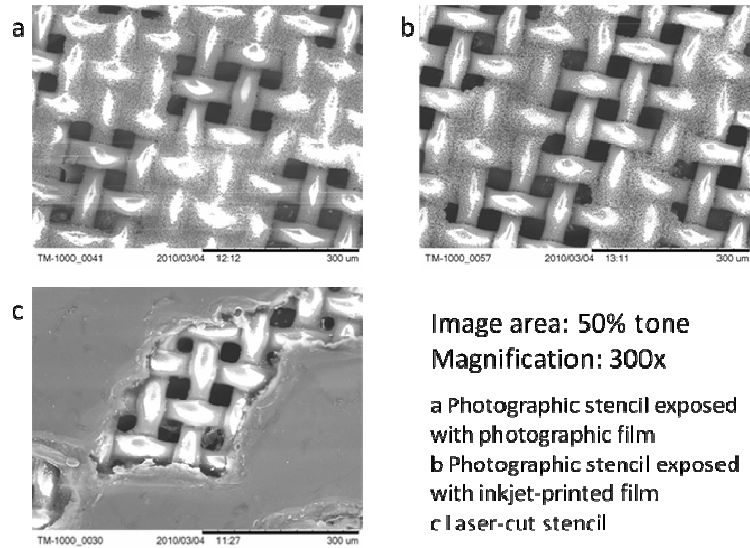 a
TM-1000_0041 2010/03/04 12:12 300 um
b
TM-1000_0057 2010/03/04 13:11 300 um
c
TM-1000_0030 2010/03/04 11:27 300 um
Image area: 50% tone
Magnification: 300x
a Photographic stencil exposed
with photographic film
b Photographic stencil exposed
with inkjet-printed film
c Laser-cut stencil